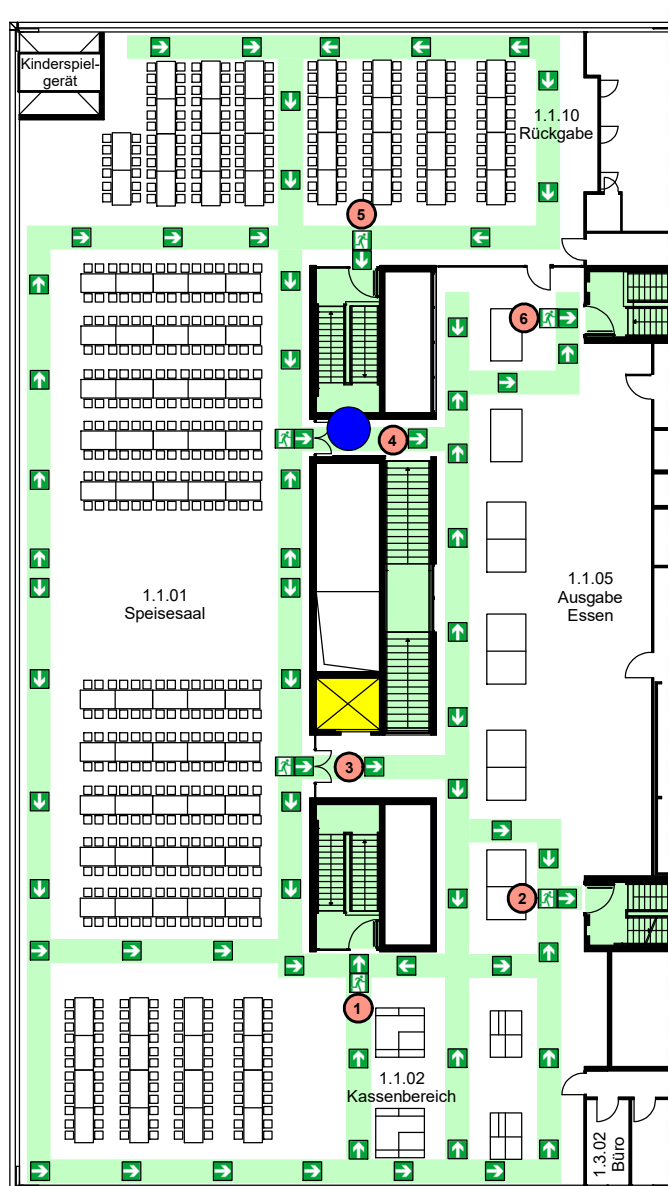 Kinderspiel-
gerät
1.1.10
Rückgabe
5
6
4
1.1.01
Speisesaal
1.1.05
Ausgabe
Essen
3
2
1
1.1.02
Kassenbereich
1.3.02
Büro